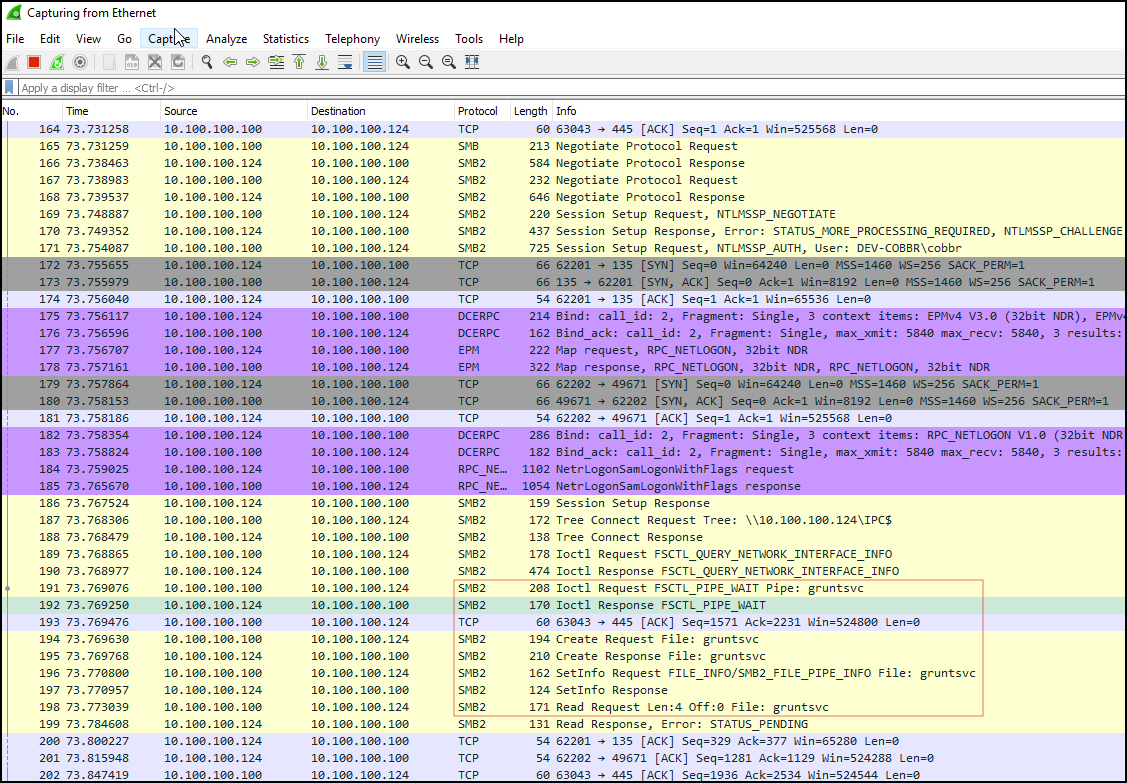 Capturing from Ethernet
File Edit View Go Capture Analyze Statistics Telephony Wireless Tools Help
Apply a display filter ... <Ctrl-/>
No. Time Source Destination Protocol Length Info
164 73.731258 10.100.100.100 10.100.100.124 TCP 60 63043 → 445 [ACK] Seq=1 Ack=1 Win=525568 Len=0
165 73.731259 10.100.100.100 10.100.100.124 SMB 213 Negotiate Protocol Request
166 73.738463 10.100.100.124 10.100.100.100 SMB2 584 Negotiate Protocol Response
167 73.738983 10.100.100.100 10.100.100.124 SMB2 232 Negotiate Protocol Request
168 73.739537 10.100.100.124 10.100.100.100 SMB2 646 Negotiate Protocol Response
169 73.748887 10.100.100.100 10.100.100.124 SMB2 220 Session Setup Request, NTLMSSP_NEGOTIATE
170 73.749352 10.100.100.124 10.100.100.100 SMB2 437 Session Setup Response, Error: STATUS_MORE_PROCESSING_REQUIRED, NTLMSSP_CHALLENGE
171 73.754087 10.100.100.100 10.100.100.124 SMB2 725 Session Setup Request, NTLMSSP_AUTH, User: DEV-COBBR\cobbr
172 73.755655 10.100.100.124 10.100.100.100 TCP 66 62201 → 135 [SYN] Seq=0 Win=64240 Len=0 MSS=1460 WS=256 SACK_PERM=1
173 73.755979 10.100.100.100 10.100.100.124 TCP 66 135 → 62201 [SYN, ACK] Seq=0 Ack=1 Win=8192 Len=0 MSS=1460 WS=256 SACK_PERM=1
174 73.756040 10.100.100.124 10.100.100.100 TCP 54 62201 → 135 [ACK] Seq=1 Ack=1 Win=65536 Len=0
175 73.756117 10.100.100.124 10.100.100.100 DCERPC 214 Bind: call_id: 2, Fragment: Single, 3 context items: EPMv4 V3.0 (32bit NDR), EPMv4
176 73.756596 10.100.100.100 10.100.100.124 DCERPC 162 Bind_ack: call_id: 2, Fragment: Single, max_xmit: 5840 max_recv: 5840, 3 results:
177 73.756707 10.100.100.124 10.100.100.100 EPM 222 Map request, RPC_NETLOGON, 32bit NDR
178 73.757161 10.100.100.100 10.100.100.124 EPM 322 Map response, RPC_NETLOGON, 32bit NDR, RPC_NETLOGON, 32bit NDR
179 73.757864 10.100.100.124 10.100.100.100 TCP 66 62202 → 49671 [SYN] Seq=0 Win=64240 Len=0 MSS=1460 WS=256 SACK_PERM=1
180 73.758153 10.100.100.100 10.100.100.124 TCP 66 49671 → 62202 [SYN, ACK] Seq=0 Ack=1 Win=8192 Len=0 MSS=1460 WS=256 SACK_PERM=1
181 73.758186 10.100.100.124 10.100.100.100 TCP 54 62202 → 49671 [ACK] Seq=1 Ack=1 Win=525568 Len=0
182 73.758354 10.100.100.124 10.100.100.100 DCERPC 286 Bind: call_id: 2, Fragment: Single, 3 context items: RPC_NETLOGON V1.0 (32bit NDR
183 73.758824 10.100.100.100 10.100.100.124 DCERPC 182 Bind_ack: call_id: 2, Fragment: Single, max_xmit: 5840 max_recv: 5840, 3 results:
184 73.759025 10.100.100.124 10.100.100.100 RPC_NE… 1102 NetrLogonSamLogonWithFlags request
185 73.765670 10.100.100.100 10.100.100.124 RPC_NE… 1054 NetrLogonSamLogonWithFlags response
186 73.767524 10.100.100.124 10.100.100.100 SMB2 159 Session Setup Response
187 73.768306 10.100.100.100 10.100.100.124 SMB2 172 Tree Connect Request Tree: \\10.100.100.124\IPC$
188 73.768479 10.100.100.124 10.100.100.100 SMB2 138 Tree Connect Response
189 73.768865 10.100.100.100 10.100.100.124 SMB2 178 Ioctl Request FSCTL_QUERY_NETWORK_INTERFACE_INFO
190 73.768977 10.100.100.124 10.100.100.100 SMB2 474 Ioctl Response FSCTL_QUERY_NETWORK_INTERFACE_INFO
191 73.769076 10.100.100.100 10.100.100.124 SMB2 208 Ioctl Request FSCTL_PIPE_WAIT Pipe: gruntsvc
192 73.769250 10.100.100.124 10.100.100.100 SMB2 170 Ioctl Response FSCTL_PIPE_WAIT
193 73.769476 10.100.100.100 10.100.100.124 TCP 60 63043 → 445 [ACK] Seq=1571 Ack=2231 Win=524800 Len=0
194 73.769630 10.100.100.100 10.100.100.124 SMB2 194 Create Request File: gruntsvc
195 73.769768 10.100.100.124 10.100.100.100 SMB2 210 Create Response File: gruntsvc
196 73.770800 10.100.100.100 10.100.100.124 SMB2 162 SetInfo Request FILE_INFO/SMB2_FILE_PIPE_INFO File: gruntsvc
197 73.770957 10.100.100.124 10.100.100.100 SMB2 124 SetInfo Response
198 73.773039 10.100.100.100 10.100.100.124 SMB2 171 Read Request Len:4 Off:0 File: gruntsvc
199 73.784608 10.100.100.124 10.100.100.100 SMB2 131 Read Response, Error: STATUS_PENDING
200 73.800227 10.100.100.124 10.100.100.100 TCP 54 62201 → 135 [ACK] Seq=329 Ack=377 Win=65280 Len=0
201 73.815948 10.100.100.124 10.100.100.100 TCP 54 62202 → 49671 [ACK] Seq=1281 Ack=1129 Win=524288 Len=0
202 73.847419 10.100.100.100 10.100.100.124 TCP 60 63043 → 445 [ACK] Seq=1936 Ack=2534 Win=524544 Len=0